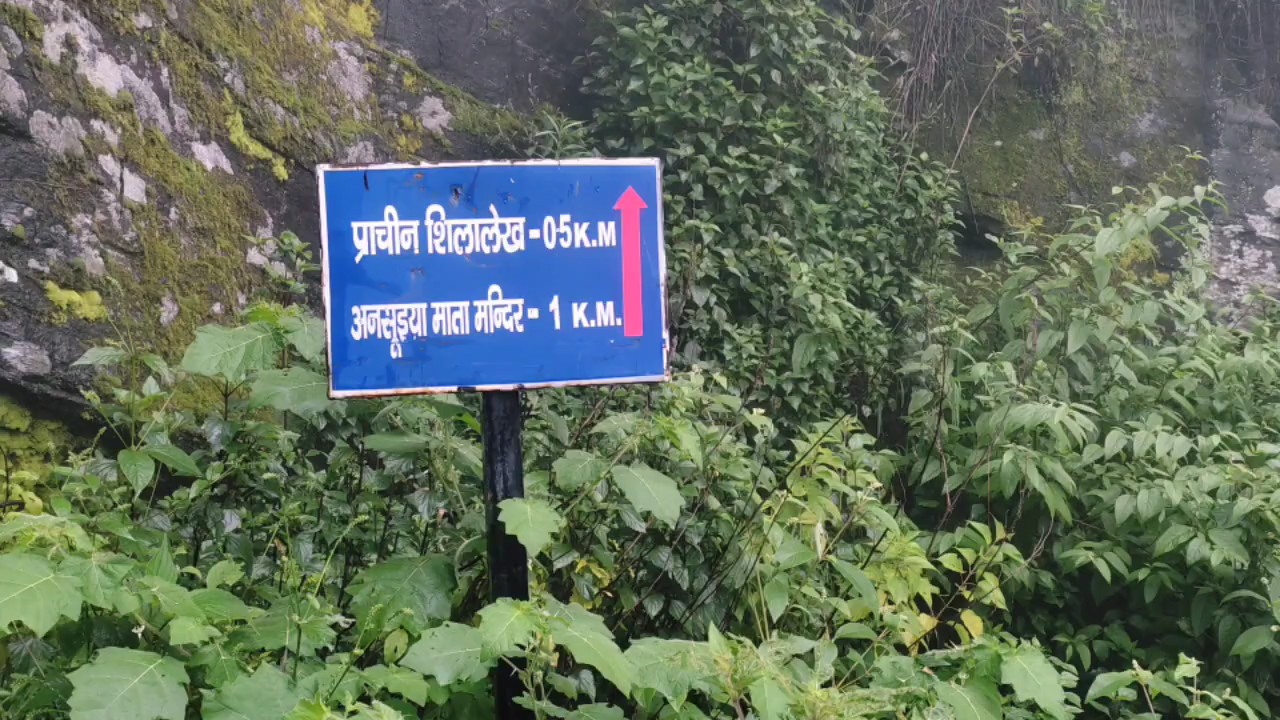 प्राचीन शिलालेख -05K.M
अनसूइया माता मन्दिर - 1 K.M.